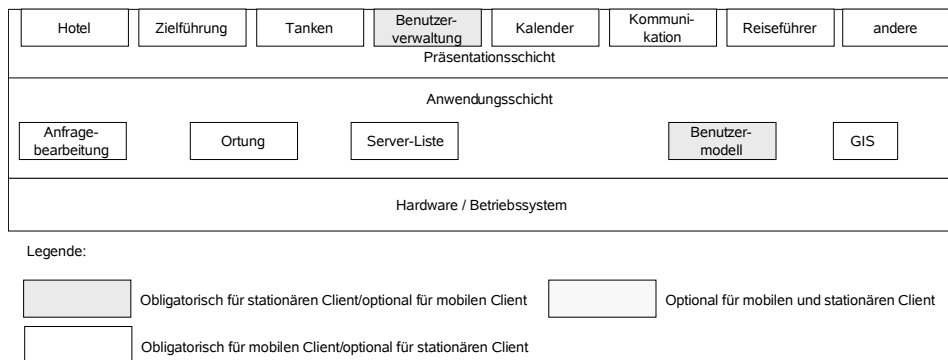 Hotel
Zielführung
Tanken
Benutzer-
verwaltung
Kalender
Kommuni-
kation
Reiseführer
andere
Präsentationsschicht
Anwendungsschicht
Anfrage-
bearbeitung
Ortung
Server-Liste
Benutzer-
modell
GIS
Hardware / Betriebssystem
Legende:
Obligatorisch für stationären Client/optional für mobilen Client
Optional für mobilen und stationären Client
Obligatorisch für mobilen Client/optional für stationären Client